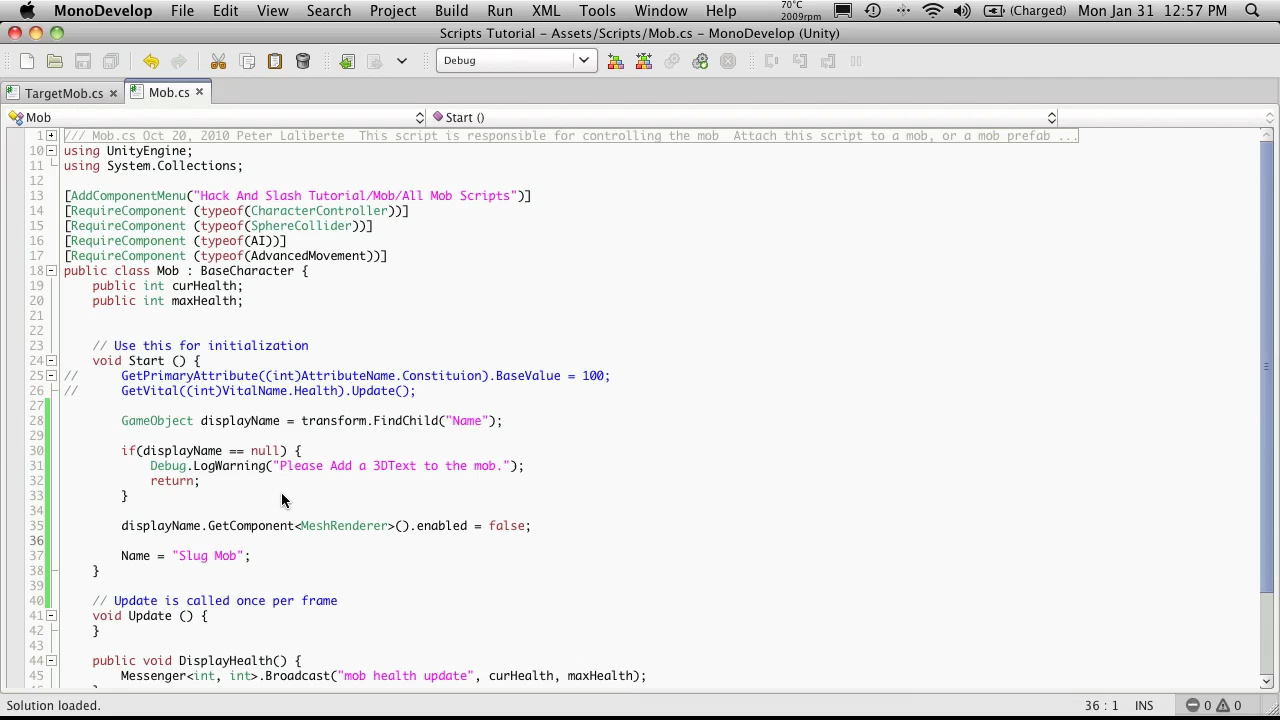 MonoDevelop File Edit View Search Project Build Run XML Tools Window Help 70°C 2009rpm (Charged) Mon Jan 31 12:57 PM
Scripts Tutorial – Assets/Scripts/Mob.cs – MonoDevelop (Unity)
Debug
TargetMob.cs × Mob.cs ×
Mob Start ()
1 /// Mob.cs Oct 20, 2010 Peter Laliberte This script is responsible for controlling the mob Attach this script to a mob, or a mob prefab ...
10 using UnityEngine;
11 using System.Collections;
12
13 [AddComponentMenu("Hack And Slash Tutorial/Mob/All Mob Scripts")]
14 [RequireComponent (typeof(CharacterController))]
15 [RequireComponent (typeof(SphereCollider))]
16 [RequireComponent (typeof(AI))]
17 [RequireComponent (typeof(AdvancedMovement))]
18 public class Mob : BaseCharacter {
19 public int curHealth;
20 public int maxHealth;
21
22
23 // Use this for initialization
24 void Start () {
25 // GetPrimaryAttribute((int)AttributeName.Constituion).BaseValue = 100;
26 // GetVital((int)VitalName.Health).Update();
27
28 GameObject displayName = transform.FindChild("Name");
29
30 if(displayName == null) {
31 Debug.LogWarning("Please Add a 3DText to the mob.");
32 return;
33 }
34
35 displayName.GetComponent<MeshRenderer>().enabled = false;
36
37 Name = "Slug Mob";
38 }
39
40 // Update is called once per frame
41 void Update () {
42 }
43
44 public void DisplayHealth() {
45 Messenger<int, int>.Broadcast("mob health update", curHealth, maxHealth);
Solution loaded. 36 : 1 INS 0 0